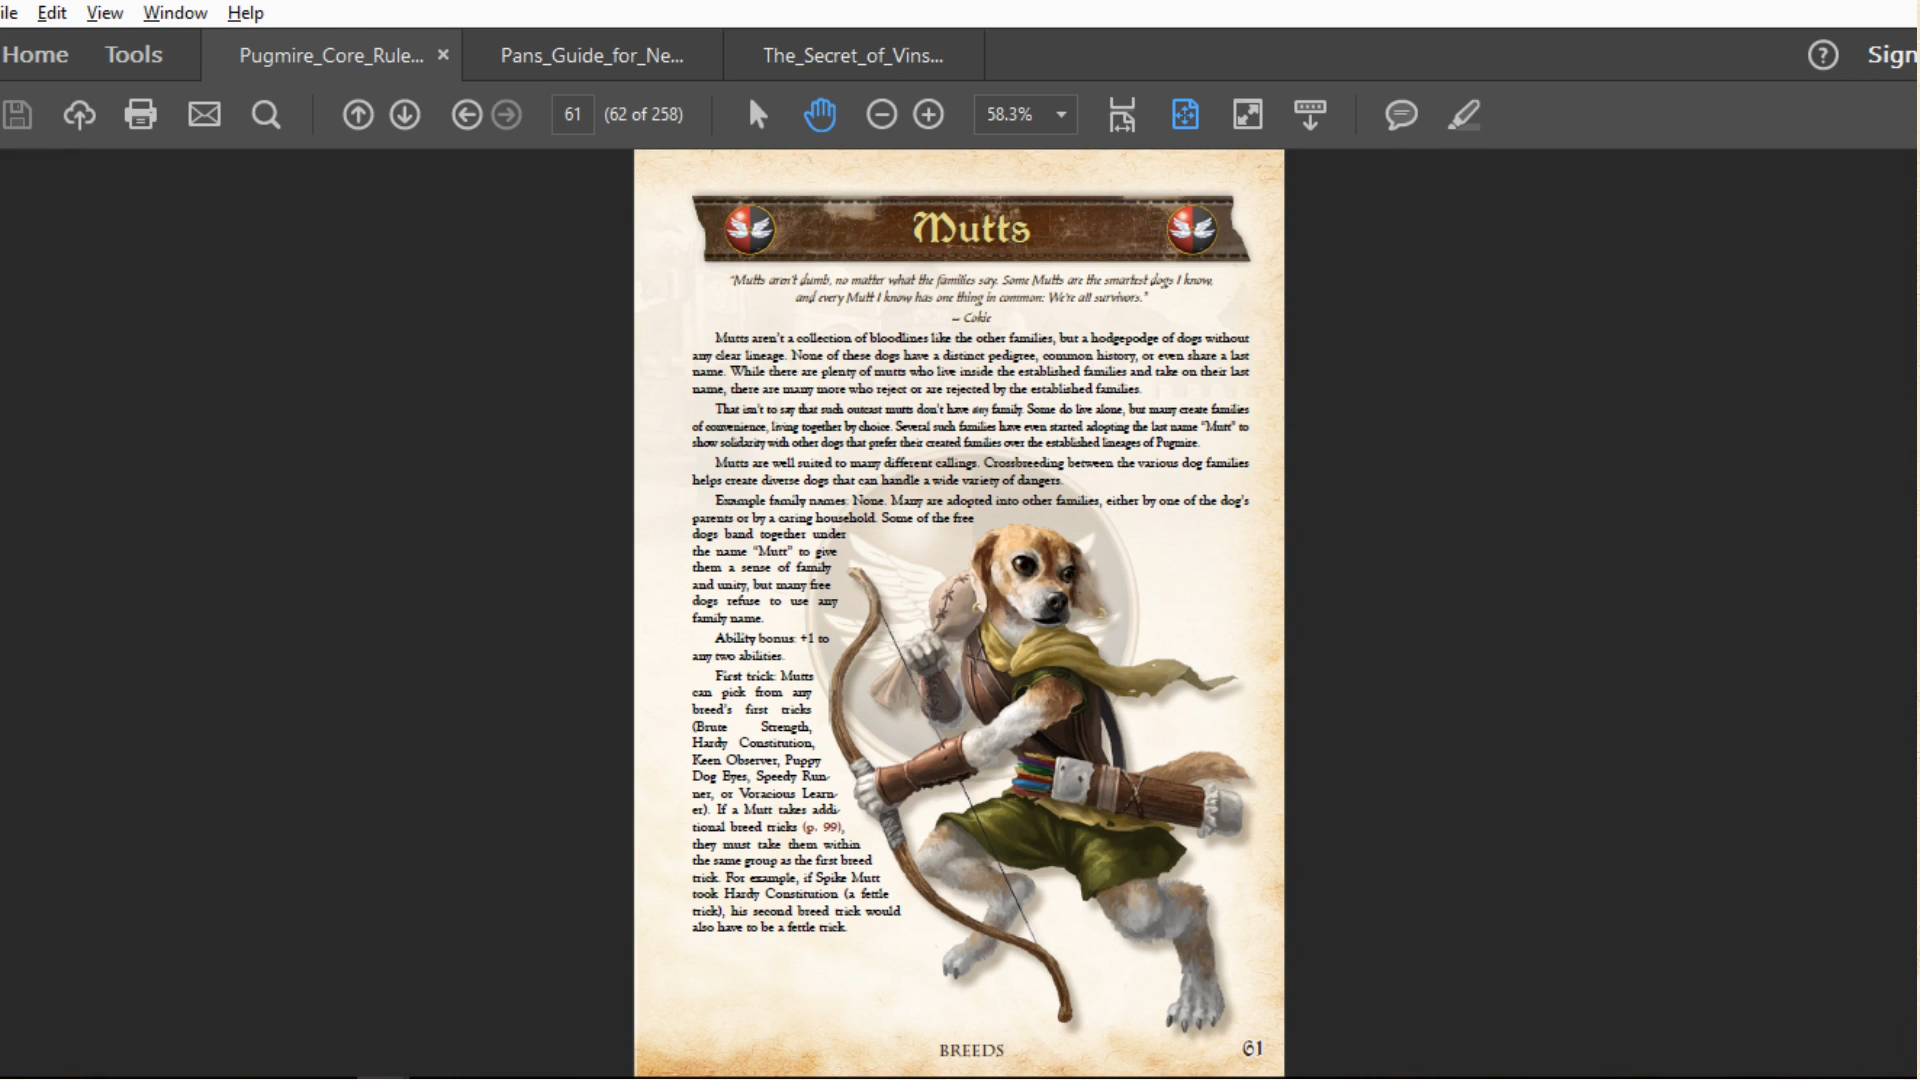 ile Edit View Window Help
Home Tools Pugmire_Core_Rule... × Pans_Guide_for_Ne... The_Secret_of_Vins... ? Sign
61 (62 of 258) 58.3%
Mutts
"Mutts aren't dumb, no matter what the families say. Some Mutts are the smartest dogs I know,
and every Mutt I know has one thing in common: We're all survivors."
– Cokie
Mutts aren't a collection of bloodlines like the other families, but a hodgepodge of dogs without
any clear lineage. None of these dogs have a distinct pedigree, common history, or even share a last
name. While there are plenty of mutts who live inside the established families and take on their last
name, there are many more who reject or are rejected by the established families.
That isn't to say that such outcast mutts don't have any family. Some do live alone, but many create families
of convenience, living together by choice. Several such families have even started adopting the last name "Mutt" to
show solidarity with other dogs that prefer their created families over the established lineages of Pugmire.
Mutts are well suited to many different callings. Crossbreeding between the various dog families
helps create diverse dogs that can handle a wide variety of dangers.
Example family names: None. Many are adopted into other families, either by one of the dog's
parents or by a caring household. Some of the free
dogs band together under
the name "Mutt" to give
them a sense of family
and unity, but many free
dogs refuse to use any
family name.
Ability bonus: +1 to
any two abilities.
First trick: Mutts
can pick from any
breed's first tricks
(Brute Strength,
Hardy Constitution,
Keen Observer, Puppy
Dog Eyes, Speedy Run-
ner, or Voracious Learn-
er). If a Mutt takes addi-
tional breed tricks (p. 99),
they must take them within
the same group as the first breed
trick. For example, if Spike Mutt
took Hardy Constitution (a fettle
trick), his second breed trick would
also have to be a fettle trick.
BREEDS 61